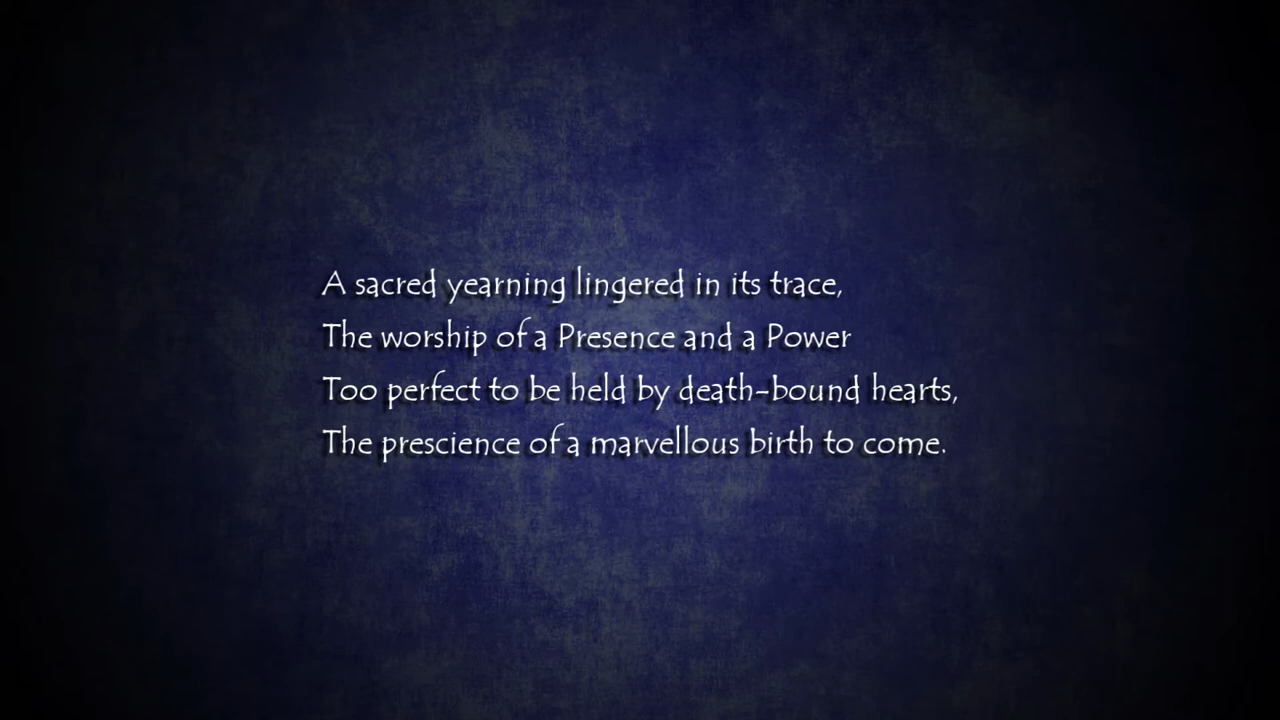 A sacred yearning lingered in its trace,
The worship of a Presence and a Power
Too perfect to be held by death-bound hearts,
The prescience of a marvellous birth to come.